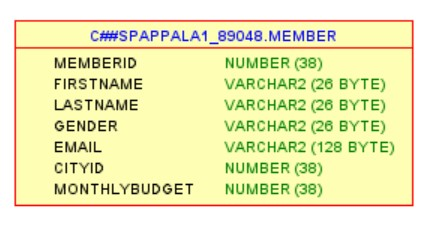 C##SPAPPALA1_89048.MEMBER
MEMBERID NUMBER (38)
FIRSTNAME VARCHAR2 (26 BYTE)
LASTNAME VARCHAR2 (26 BYTE)
GENDER VARCHAR2 (26 BYTE)
EMAIL VARCHAR2 (128 BYTE)
CITYID NUMBER (38)
MONTHLYBUDGET NUMBER (38)